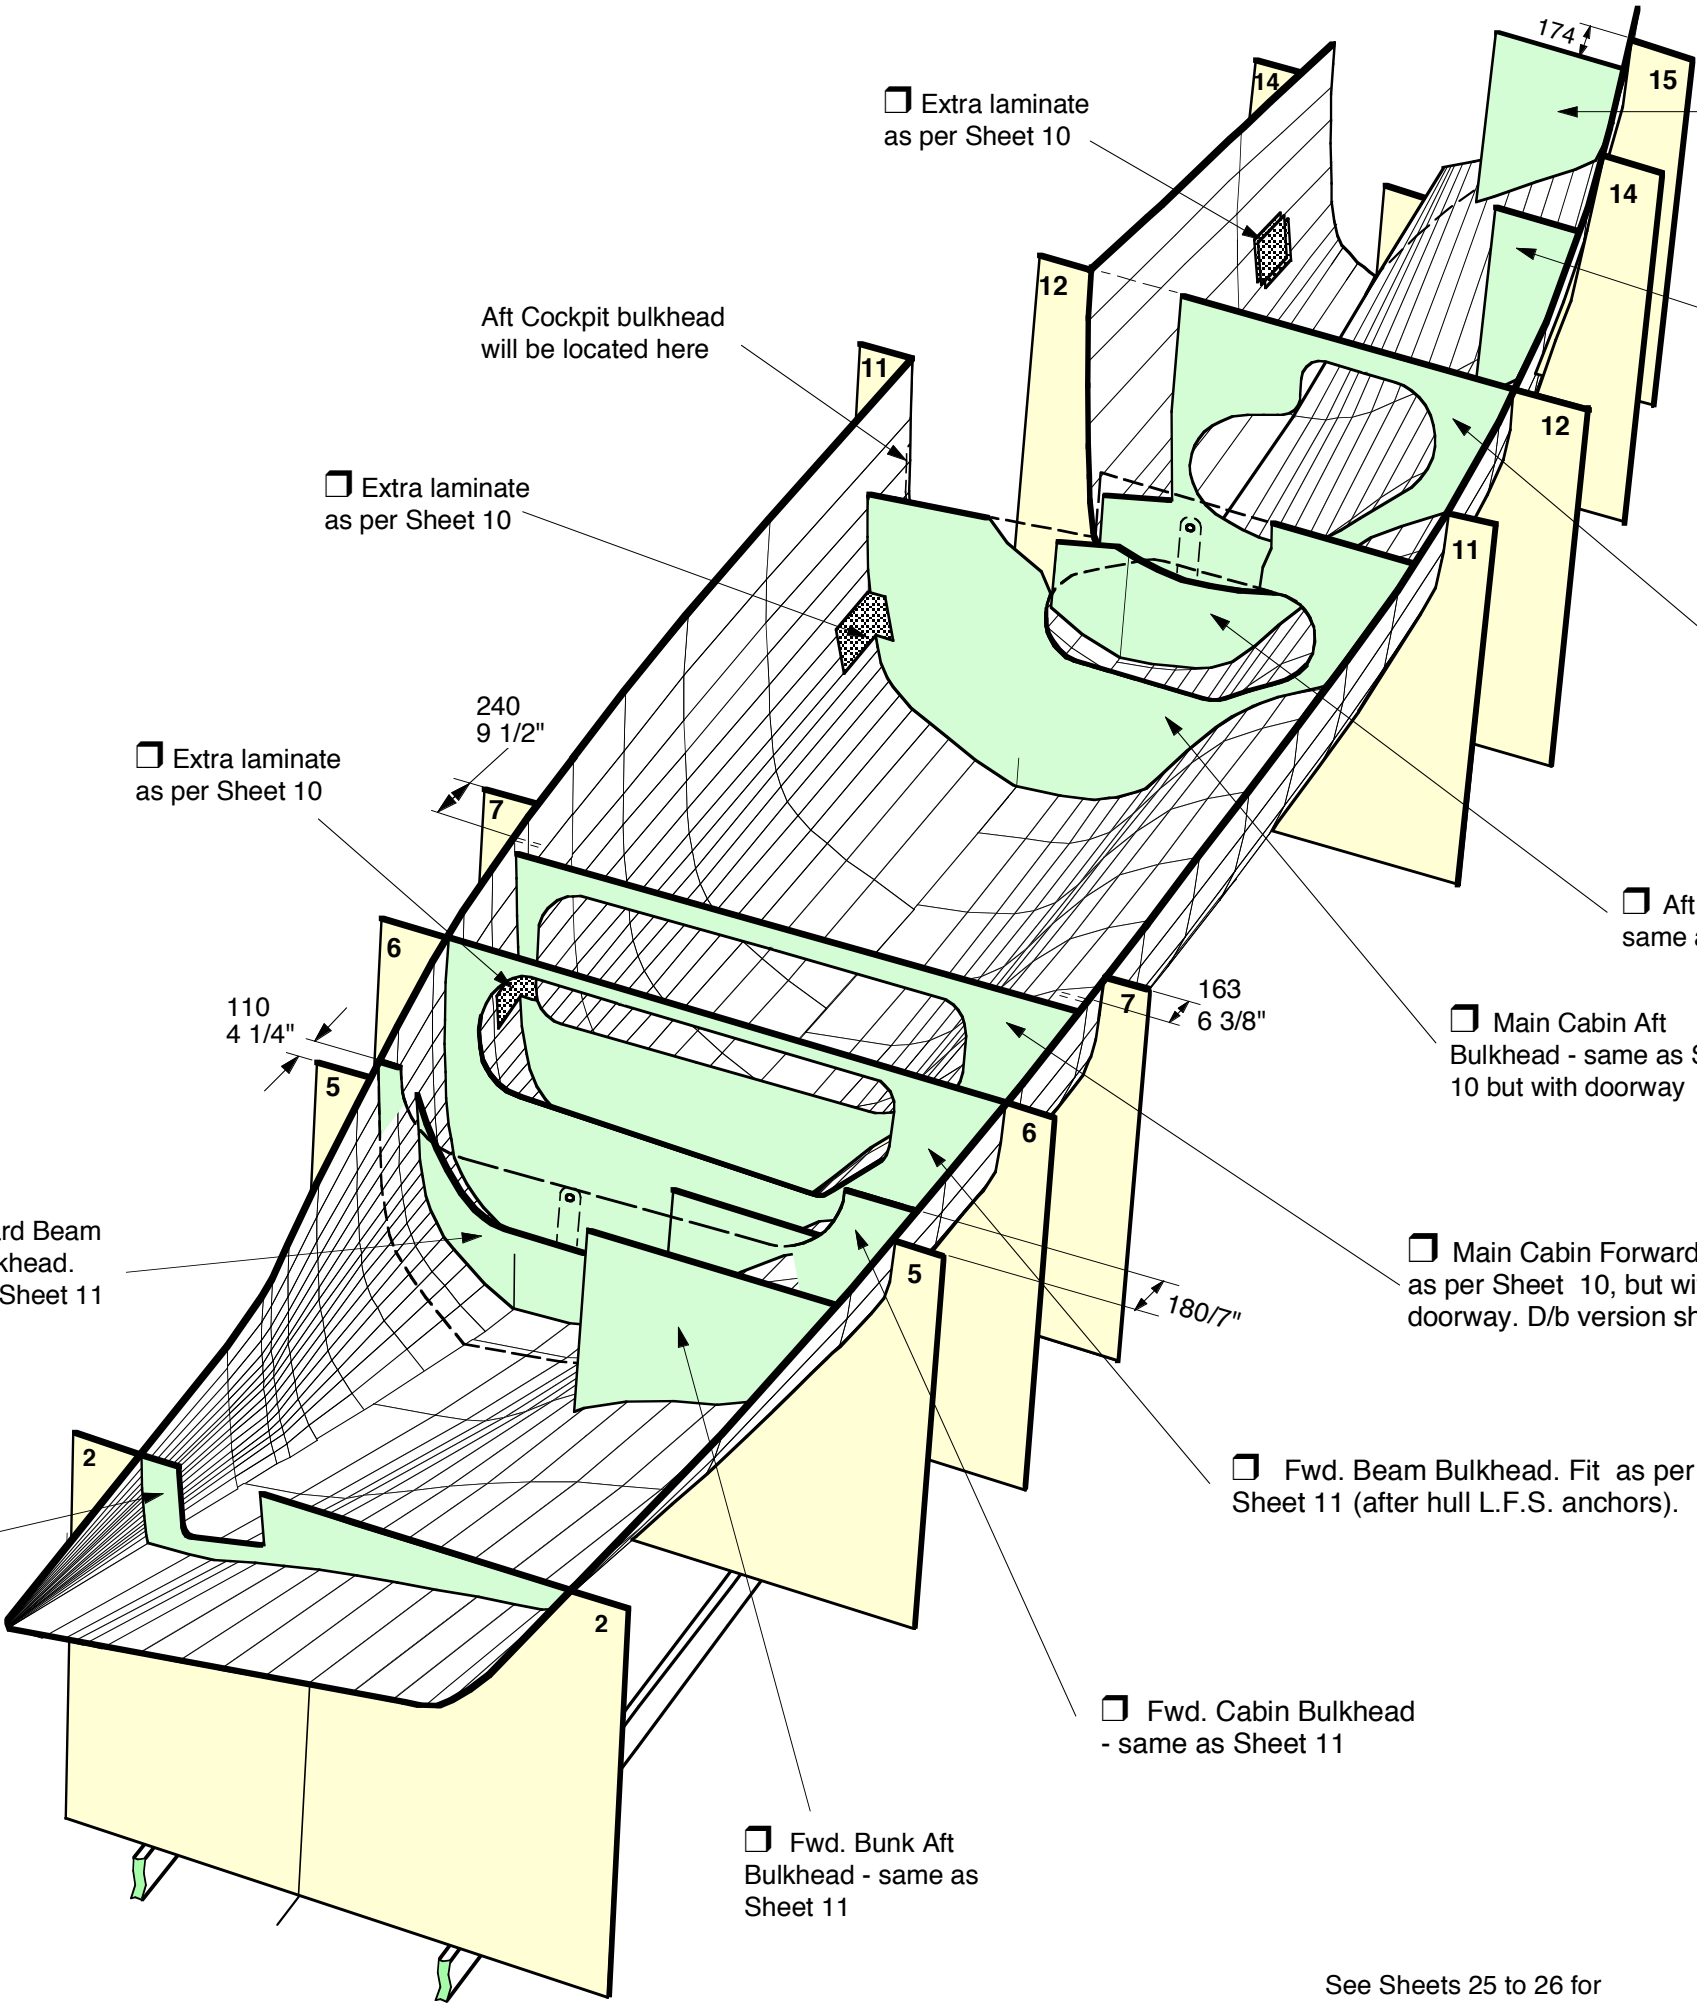 174
15
14
❒ Extra laminate
as per Sheet 10
14
12
Aft Cockpit bulkhead
will be located here
11
12
❒ Extra laminate
as per Sheet 10
11
240
9 1/2"
❒ Extra laminate
as per Sheet 10
7
❒ Aft
same
6
163
6 3/8"
7
110
4 1/4"
❒ Main Cabin Aft
Bulkhead - same as
10 but with doorway
5
6
Beam
Sheet 11
❒ Main Cabin Forward
as per Sheet 10, but
doorway. D/b version
5
180/7"
2
❒ Fwd. Beam Bulkhead. Fit as per
Sheet 11 (after hull L.F.S. anchors).
2
❒ Fwd. Cabin Bulkhead
- same as Sheet 11
❒ Fwd. Bunk Aft
Bulkhead - same as
Sheet 11
See Sheets 25 to 26 for